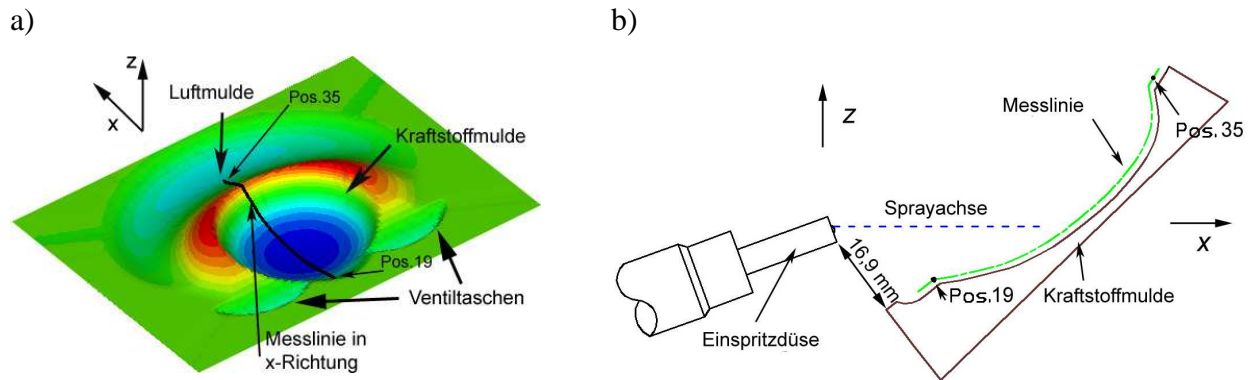 a)
z
x
Luftmulde
Pos.35
Kraftstoffmulde
Pos.19
Ventiltaschen
Messlinie in
x-Richtung
b)
z
Messlinie
Pos.35
Sprayachse
x
16,9 mm
Pos.19
Kraftstoffmulde
Einspritzdüse